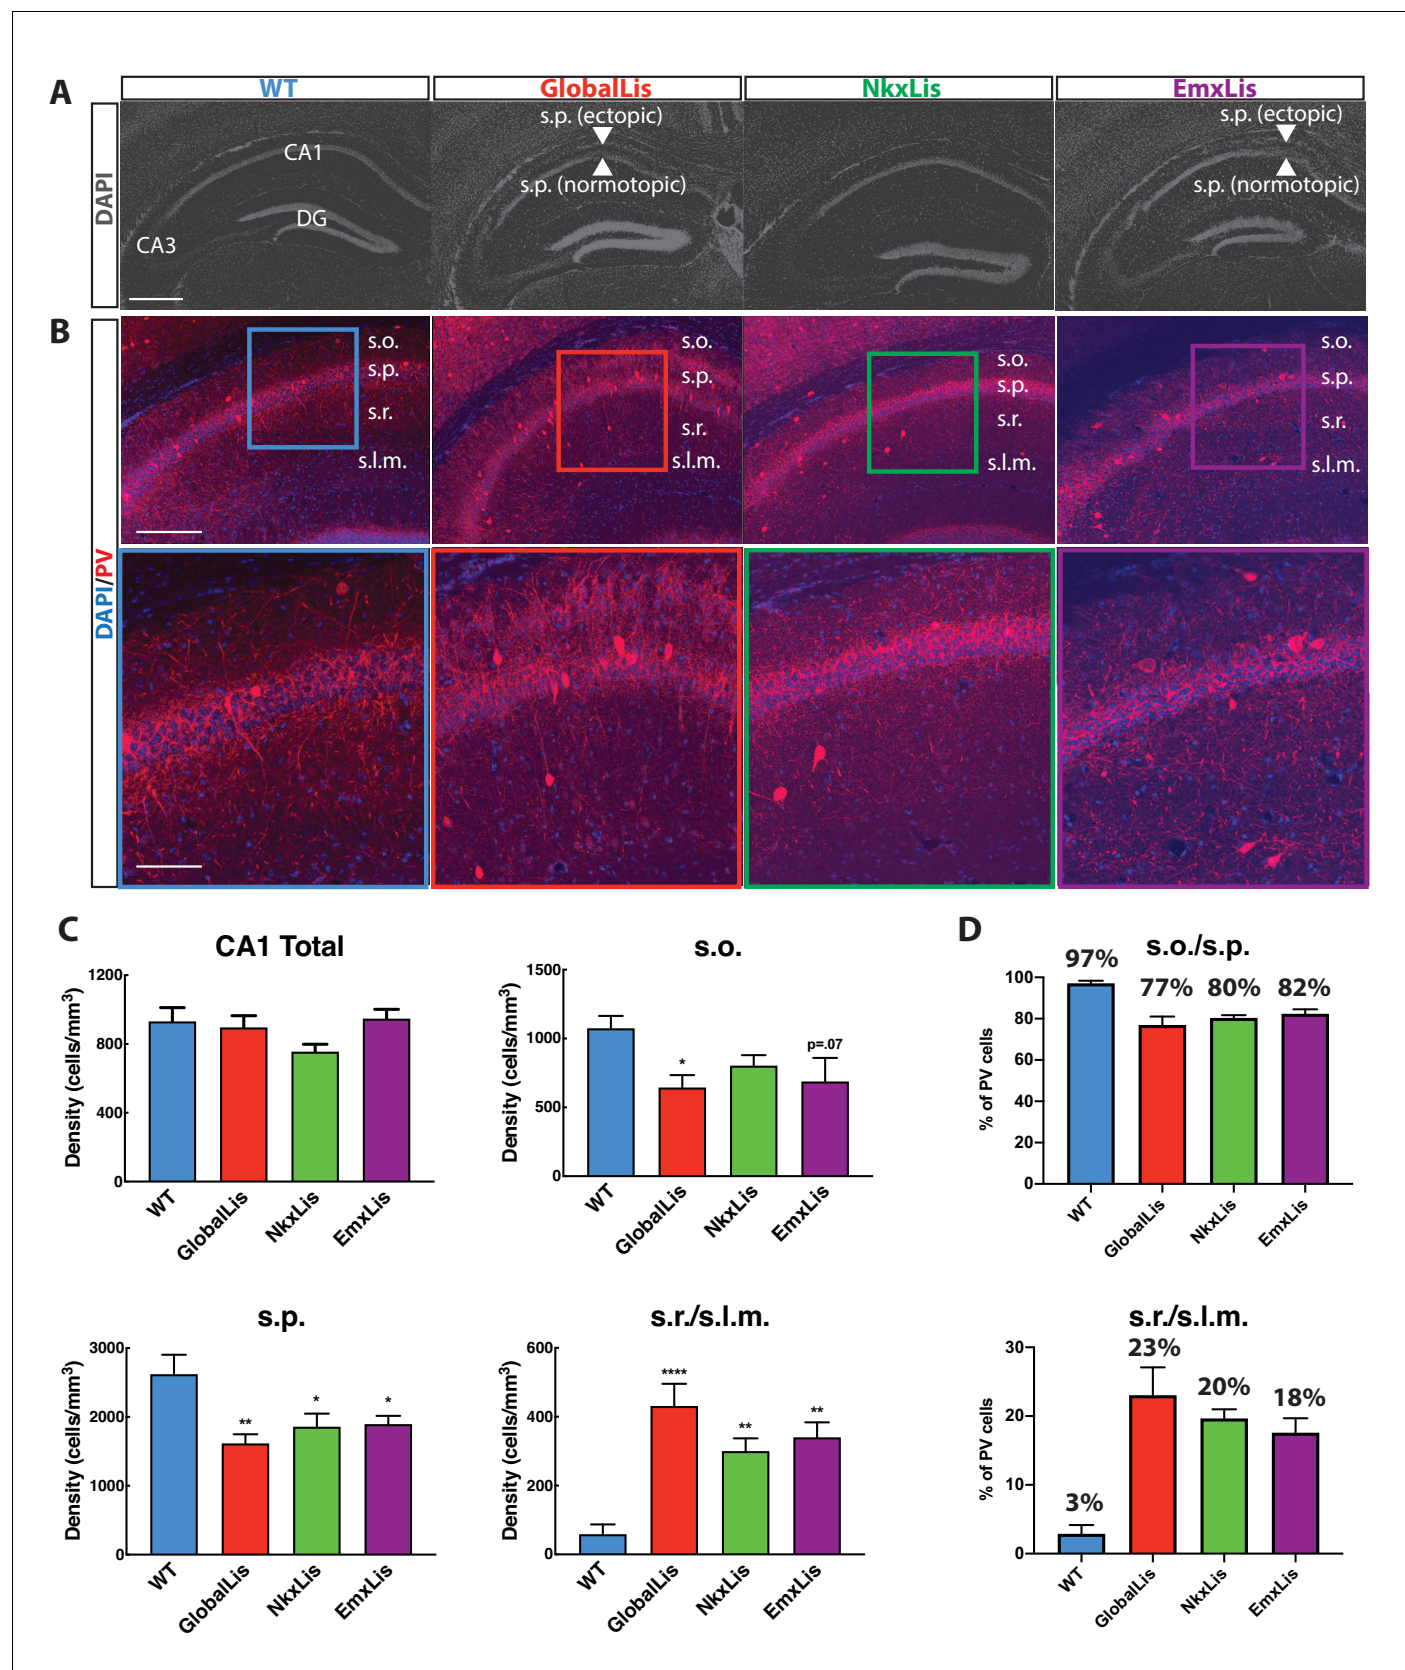 A
WT
GlobalLis
NkxLis
EmxLis
DAPI
CA1
DG
CA3
s.p. (ectopic)
s.p. (normotopic)
s.p. (ectopic)
s.p. (normotopic)
B
DAPI/PV
s.o.
s.p.
s.r.
s.l.m.
s.o.
s.p.
s.r.
s.l.m.
s.o.
s.p.
s.r.
s.l.m.
s.o.
s.p.
s.r.
s.l.m.
C
CA1 Total
Density (cells/mm³)
1200
800
400
0
WT
GlobalLis
NkxLis
EmxLis
s.o.
Density (cells/mm³)
1500
1000
500
0
*
p=.07
WT
GlobalLis
NkxLis
EmxLis
D
s.o./s.p.
% of PV cells
100
80
60
40
20
0
97%
77%
80%
82%
WT
GlobalLis
NkxLis
EmxLis
s.p.
Density (cells/mm³)
3000
2000
1000
0
**
*
*
WT
GlobalLis
NkxLis
EmxLis
s.r./s.l.m.
Density (cells/mm³)
600
400
200
0
****
**
**
WT
GlobalLis
NkxLis
EmxLis
s.r./s.l.m.
% of PV cells
30
20
10
0
3%
23%
20%
18%
WT
GlobalLis
NkxLis
EmxLis